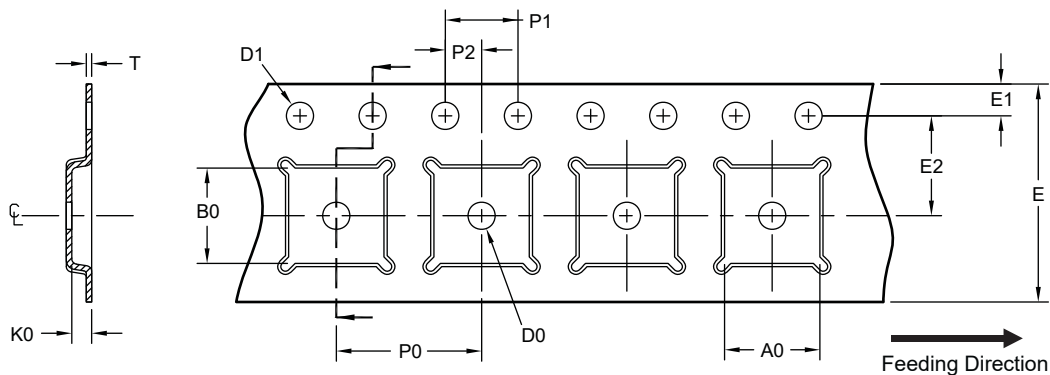 P1
T
D1
P2
E1
E2
B0
E
℄
K0
P0
D0
A0
Feeding Direction